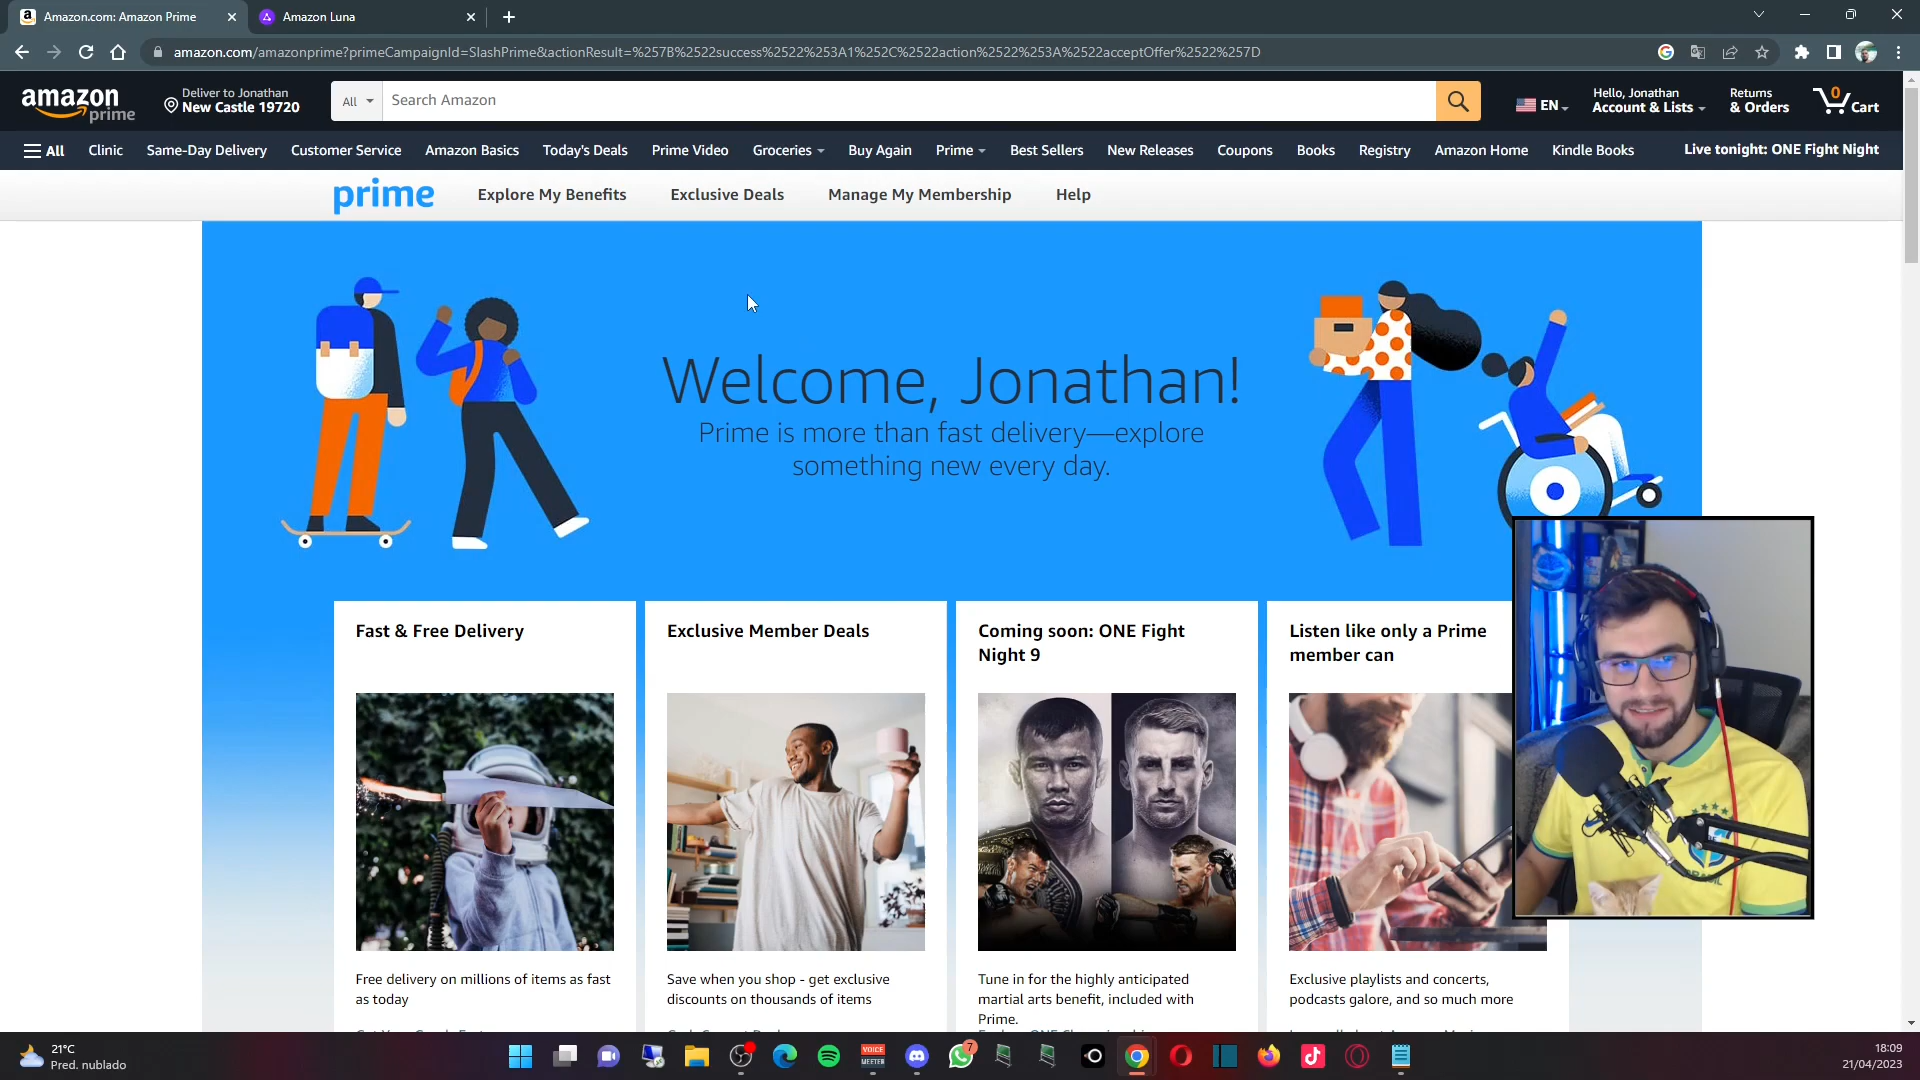 Amazon.com: Amazon Prime
Amazon Luna
amazon.com/amazonprime?primeCampaignId=SlashPrime&actionResult=%257B%2522success%2522%253A1%252C%2522action%2522%253A%2522acceptOffer%2522%257D
amazon prime
Deliver to Jonathan
New Castle 19720
All
Search Amazon
EN
Hello, Jonathan
Account & Lists
Returns
& Orders
0
Cart
All Clinic Same-Day Delivery Customer Service Amazon Basics Today's Deals Prime Video Groceries Buy Again Prime Best Sellers New Releases Coupons Books Registry Amazon Home Kindle Books Live tonight: ONE Fight Night
prime Explore My Benefits Exclusive Deals Manage My Membership Help
Welcome, Jonathan!
Prime is more than fast delivery—explore
something new every day.
Fast & Free Delivery
Free delivery on millions of items as fast
as today
Exclusive Member Deals
Save when you shop - get exclusive
discounts on thousands of items
Coming soon: ONE Fight
Night 9
Tune in for the highly anticipated
martial arts benefit, included with
Prime.
Listen like only a Prime
member can
Exclusive playlists and concerts,
podcasts galore, and so much more
BRASIL
21°C
Pred. nublado
VOICE
MEETER
7
18:09
21/04/2023